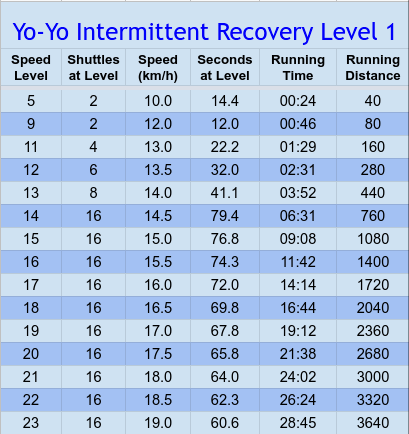 Yo-Yo Intermittent Recovery Level 1
Speed Level Shuttles at Level Speed (km/h) Seconds at Level Running Time Running Distance
5 2 10.0 14.4 00:24 40
9 2 12.0 12.0 00:46 80
11 4 13.0 22.2 01:29 160
12 6 13.5 32.0 02:31 280
13 8 14.0 41.1 03:52 440
14 16 14.5 79.4 06:31 760
15 16 15.0 76.8 09:08 1080
16 16 15.5 74.3 11:42 1400
17 16 16.0 72.0 14:14 1720
18 16 16.5 69.8 16:44 2040
19 16 17.0 67.8 19:12 2360
20 16 17.5 65.8 21:38 2680
21 16 18.0 64.0 24:02 3000
22 16 18.5 62.3 26:24 3320
23 16 19.0 60.6 28:45 3640